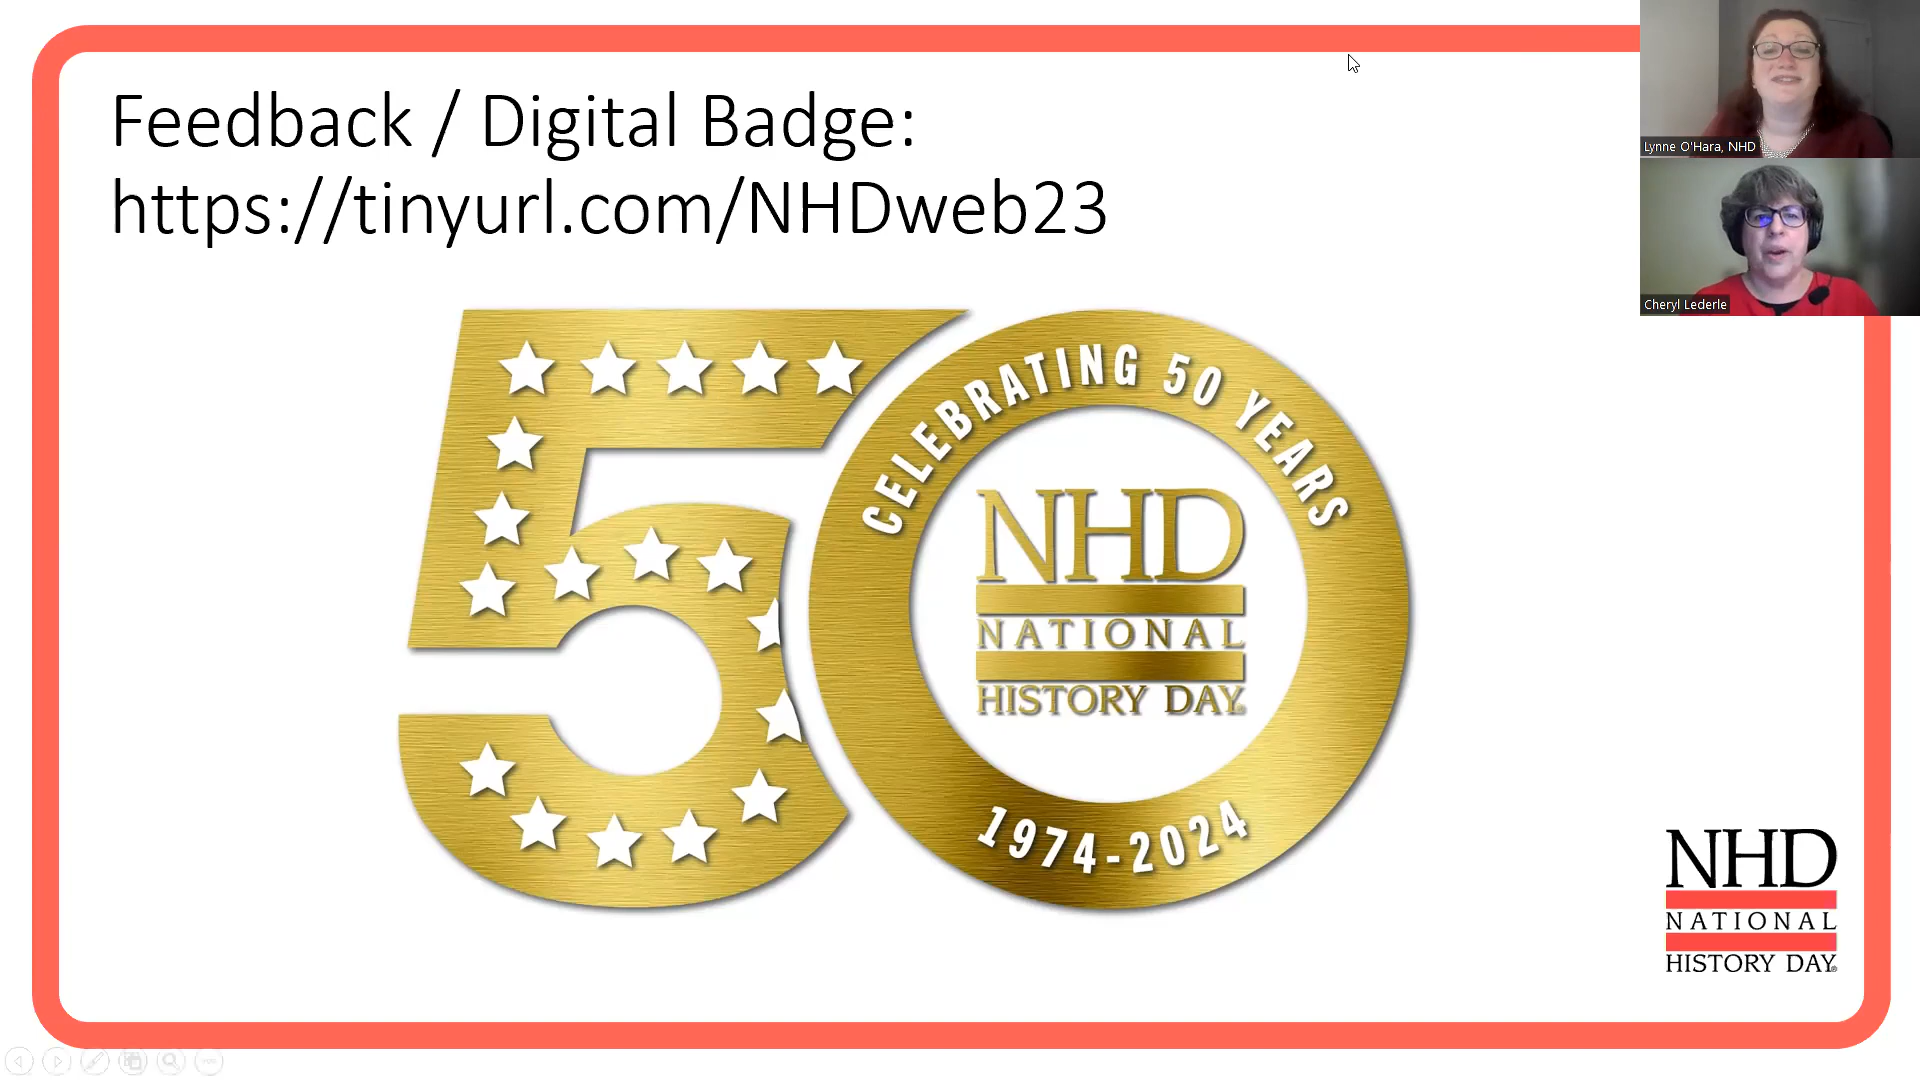 Feedback / Digital Badge:
https://tinyurl.com/NHDweb23
Lynne O'Hara, NHD
Cheryl Lederle
CELEBRATING 50 YEARS
50
NHD
NATIONAL
HISTORY DAY
1974-2024
NHD
NATIONAL
HISTORY DAY®